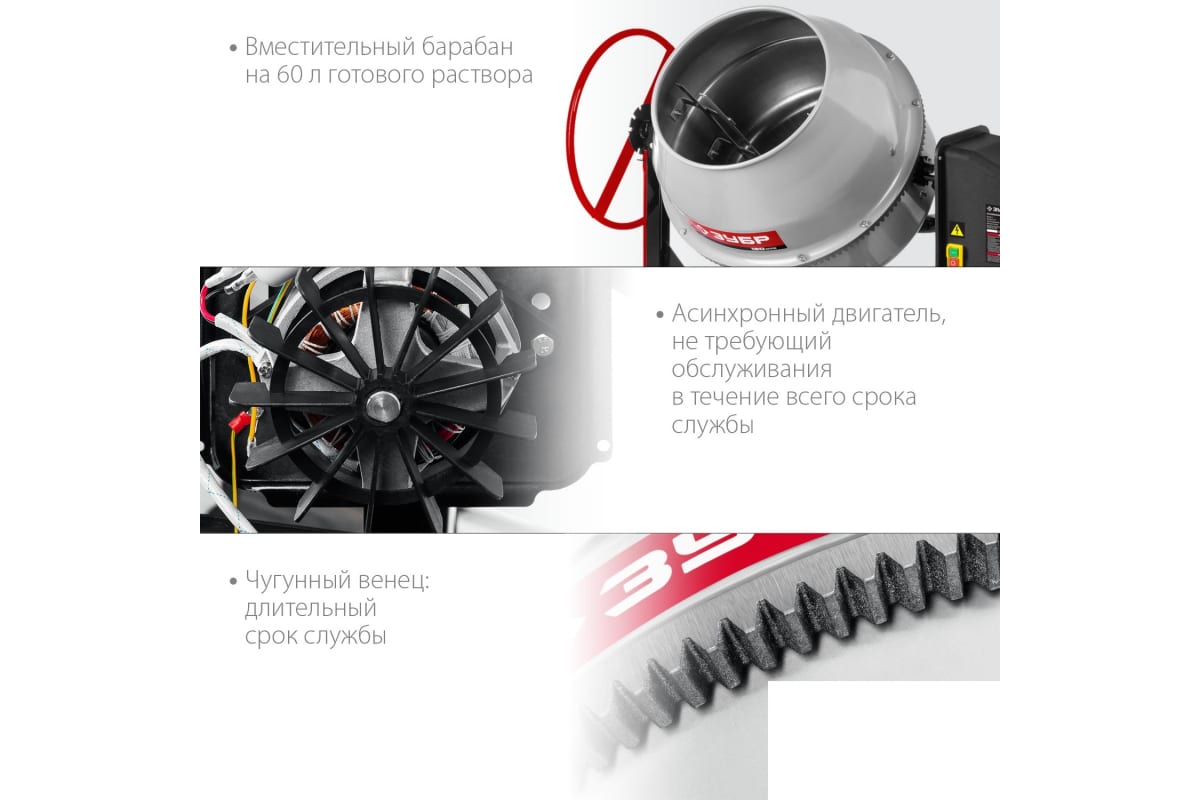 • Вместительный барабан
на 60 л готового раствора
ЗУБР
• Асинхронный двигатель,
не требующий
обслуживания
в течение всего срока
службы
• Чугунный венец:
длительный
срок службы
ЗУ